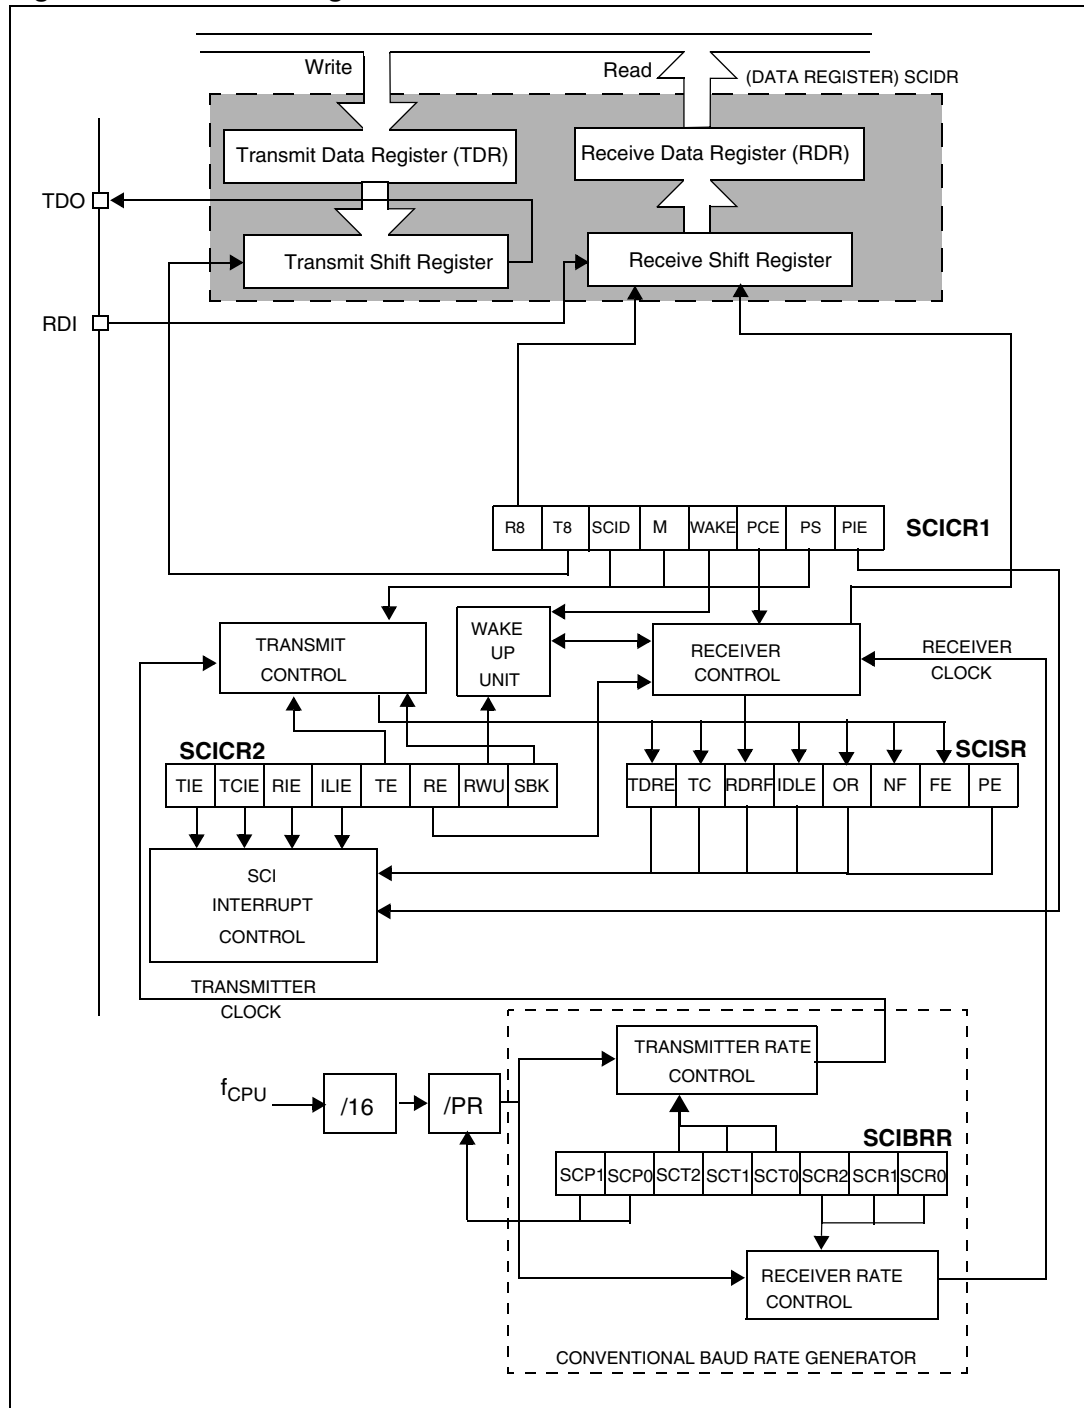 Write
Read
(DATA REGISTER) SCIDR
Transmit Data Register (TDR)
Receive Data Register (RDR)
TDO
Transmit Shift Register
Receive Shift Register
RDI
R8 T8 SCID M WAKE PCE PS PIE
SCICR1
TRANSMIT
CONTROL
WAKE
UP
UNIT
RECEIVER
CONTROL
RECEIVER
CLOCK
SCICR2
SCISR
TIE TCIE RIE ILIE TE RE RWU SBK
TDRE TC RDRF IDLE OR NF FE PE
SCI
INTERRUPT
CONTROL
TRANSMITTER
CLOCK
TRANSMITTER RATE
CONTROL
fCPU
/16
/PR
SCIBRR
SCP1 SCP0 SCT2 SCT1 SCT0 SCR2 SCR1 SCR0
RECEIVER RATE
CONTROL
CONVENTIONAL BAUD RATE GENERATOR